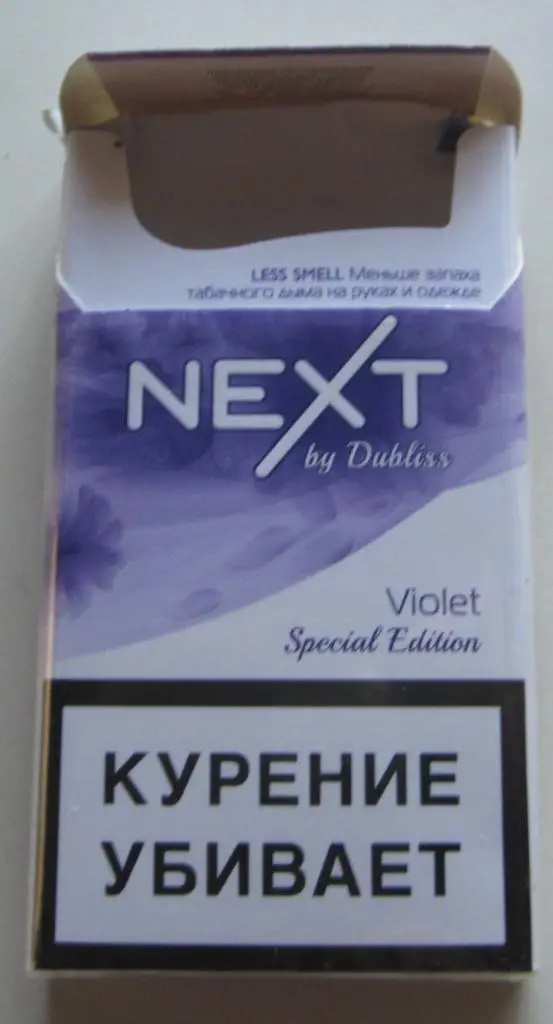 LESS SMELL Меньше запаха
табачного дыма на руках и одежде
NEXT
by Dubliss
Violet
Special Edition
КУРЕНИЕ
УБИВАЕТ